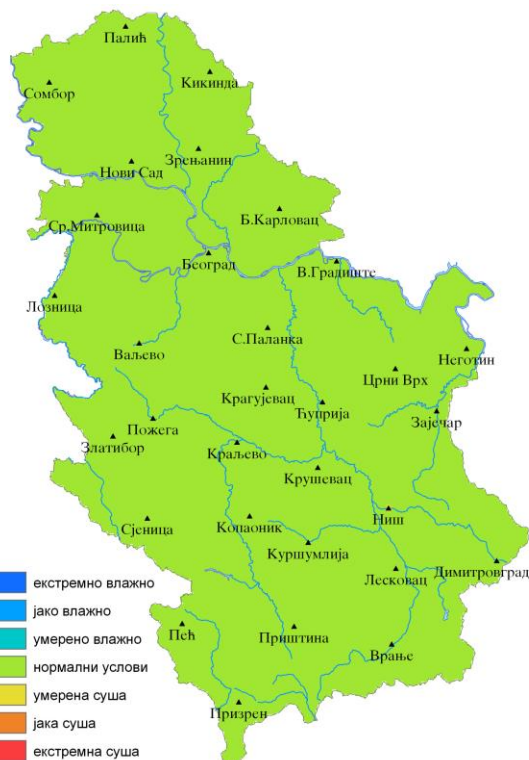 Палић
Сомбор
Кикинда
Зрењанин
Нови Сад
Б.Карловац
Ср.Митровица
Београд
В.Градиште
Лозница
С.Паланка
Ваљево
Неготин
Црни Врх
Крагујевац
Ћуприја
Зајечар
Пожега
Златибор
Краљево
Крушевац
Ниш
Сјеница
Копаоник
Куршумлија
Димитровград
Лесковац
Пећ
Приштина
Врање
Призрен
екстремно влажно
јако влажно
умерено влажно
нормални услови
умерена суша
јака суша
екстремна суша